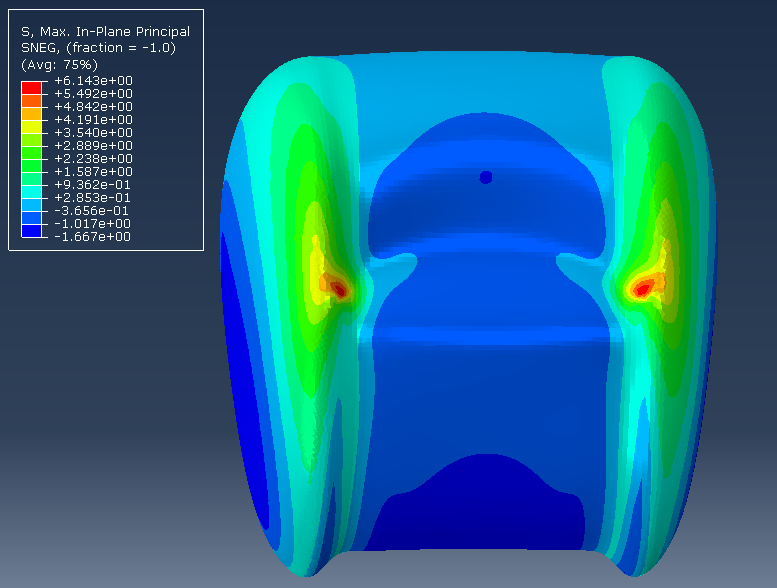 S, Max. In-Plane Principal
SNEG, (fraction = -1.0)
(Avg: 75%)
+6.143e+00
+5.492e+00
+4.842e+00
+4.191e+00
+3.540e+00
+2.889e+00
+2.238e+00
+1.587e+00
+9.362e-01
+2.853e-01
-3.656e-01
-1.017e+00
-1.667e+00